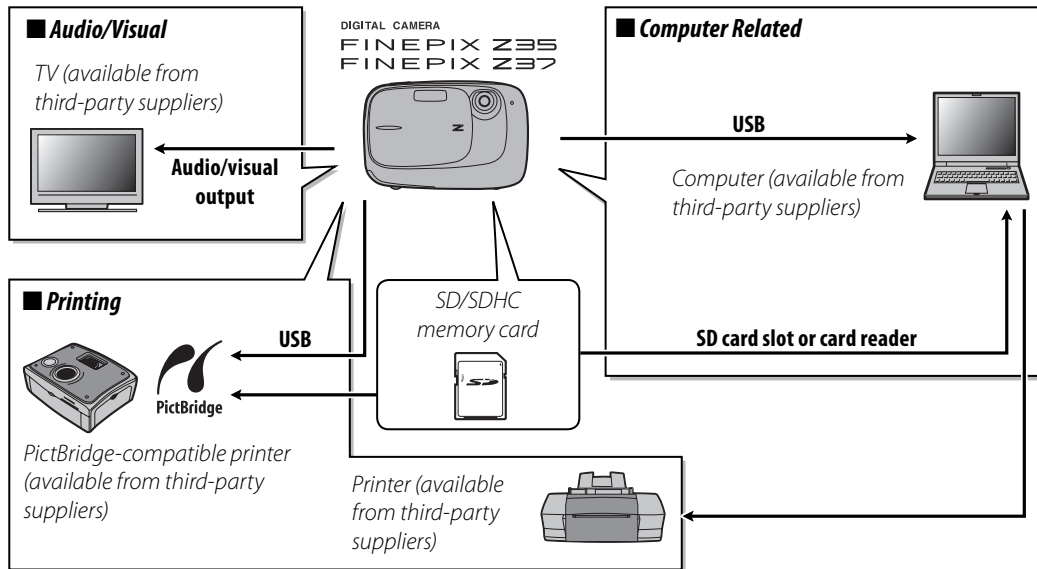 ■ Audio/Visual
TV (available from
third-party suppliers)
Audio/visual
output
DIGITAL CAMERA
FINEPIX Z35
FINEPIX Z37
N
■ Computer Related
USB
Computer (available from
third-party suppliers)
SD card slot or card reader
SD/SDHC
memory card
SD
■ Printing
USB
PictBridge
PictBridge-compatible printer
(available from third-party
suppliers)
Printer (available
from third-party
suppliers)